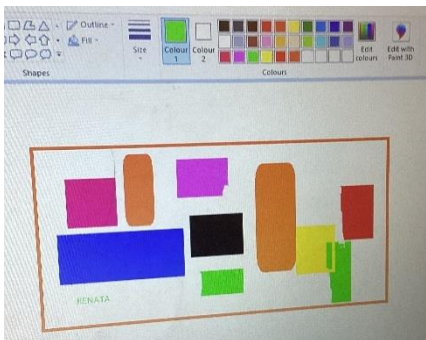 Outline
Fill
Shapes
Size
Colour
1
Colour
2
Edit
colours
Edit with
Paint 3D
Colours
RENATA